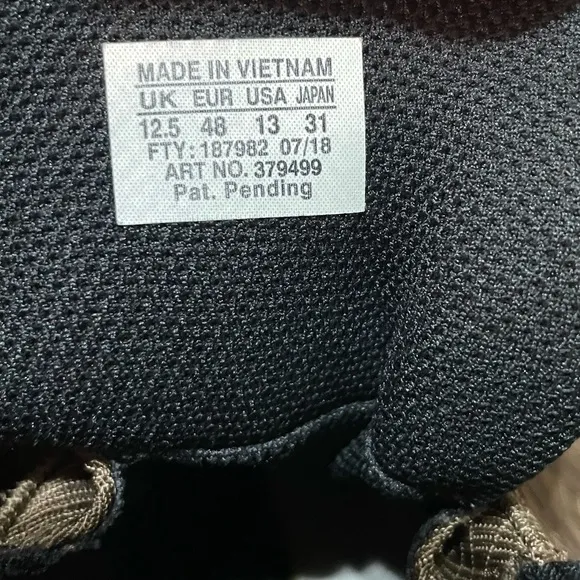 MADE IN VIETNAM
UK EUR USA JAPAN
12.5 48 13 31
FTY: 187982 07/18
ART NO. 379499
Pat. Pending